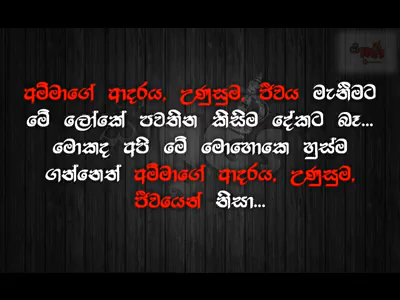 අම්මාගේ ආදරය, උණුසුම, ජීවය මැනීමට
මේ ලෝකේ පවතින කිසිම දේකට බෑ...
මොකද අපි මේ මොහොකෙ හුස්ම
ගන්නෙත් අම්මාගේ ආදරය, උණුසුම,
ජීවයෙන් නිසා...